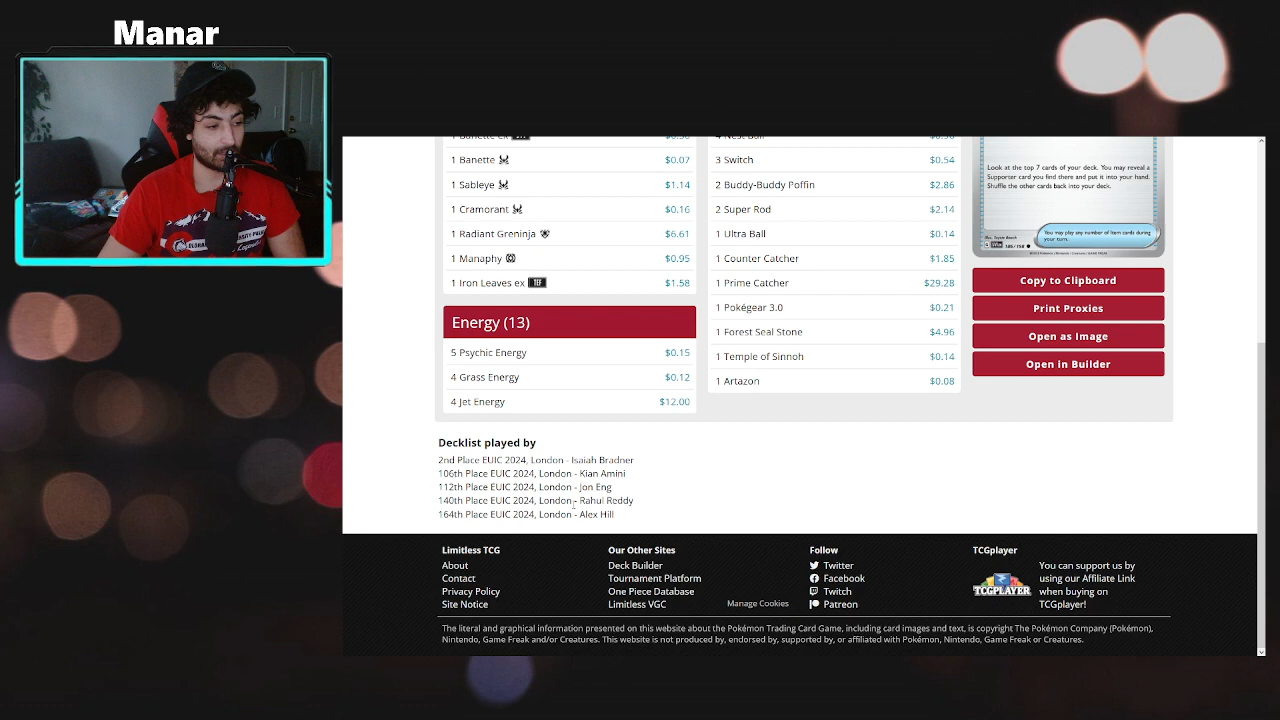 Manar
1 Banette ex TEF $0.50
1 Banette $0.07
1 Sableye $1.14
1 Cramorant $0.16
1 Radiant Greninja $6.61
1 Manaphy $0.95
1 Iron Leaves ex TEF $1.58
Energy (13)
5 Psychic Energy $0.15
4 Grass Energy $0.12
4 Jet Energy $12.00
4 Nest Ball
3 Switch $0.54
2 Buddy-Buddy Poffin $2.86
2 Super Rod $2.14
1 Ultra Ball $0.14
1 Counter Catcher $1.85
1 Prime Catcher $29.28
1 Pokégear 3.0 $0.21
1 Forest Seal Stone $4.96
1 Temple of Sinnoh $0.14
1 Artazon $0.08
Look at the top 7 cards of your deck. You may reveal a
Supporter card you find there and put it into your hand.
Shuffle the other cards back into your deck.
You may play any number of Item cards during
your turn.
Copy to Clipboard
Print Proxies
Open as Image
Open in Builder
Decklist played by
2nd Place EUIC 2024, London - Isaiah Bradner
106th Place EUIC 2024, London - Kian Amini
112th Place EUIC 2024, London - Jon Eng
140th Place EUIC 2024, London - Rahul Reddy
164th Place EUIC 2024, London - Alex Hill
Limitless TCG
About
Contact
Privacy Policy
Site Notice
Our Other Sites
Deck Builder
Tournament Platform
One Piece Database
Limitless VGC
Manage Cookies
Follow
Twitter
Facebook
Twitch
Patreon
TCGplayer
TCGPLAYER
You can support us by
using our Affiliate Link
when buying on
TCGplayer!
The literal and graphical information presented on this website about the Pokémon Trading Card Game, including card images and text, is copyright The Pokémon Company (Pokémon),
Nintendo, Game Freak and/or Creatures. This website is not produced by, endorsed by, supported by, or affiliated with Pokémon, Nintendo, Game Freak or Creatures.